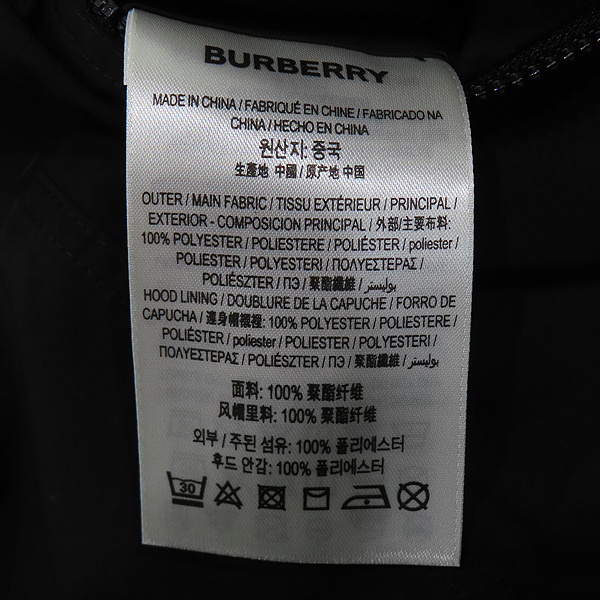 BURBERRY
MADE IN CHINA / FABRIQUÉ EN CHINE / FABRICADO NA
CHINA / HECHO EN CHINA
원산지: 중국
生產地 中國 / 原产地 中国
OUTER / MAIN FABRIC / TISSU EXTÉRIEUR / PRINCIPAL /
EXTERIOR - COMPOSICION PRINCIPAL / 外部/主要布料:
100% POLYESTER / POLIESTERE / POLIÉSTER / poliester /
POLIESTER / POLYESTERI / ΠΟΛΥΕΣΤΕΡΑΣ /
POLIÉSZTER / ПЭ / 聚酯纖維 / بوليستر
HOOD LINING / DOUBLURE DE LA CAPUCHE / FORRO DE
CAPUCHA / 連身帽襯裡: 100% POLYESTER / POLIESTERE /
POLIÉSTER / poliester / POLIESTER / POLYESTERI /
ΠΟΛΥΕΣΤΕΡΑΣ / POLIÉSZTER / ПЭ / 聚酯纖維 / بوليستر
面料: 100% 聚酯纤维
风帽里料: 100% 聚酯纤维
외부 / 주된 섬유: 100% 폴리에스터
후드 안감: 100% 폴리에스터
30